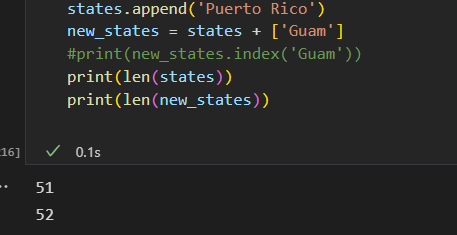 states.append('Puerto Rico')
new_states = states + ['Guam']
#print(new_states.index('Guam'))
print(len(states))
print(len(new_states))
16]
0.1s
51
52